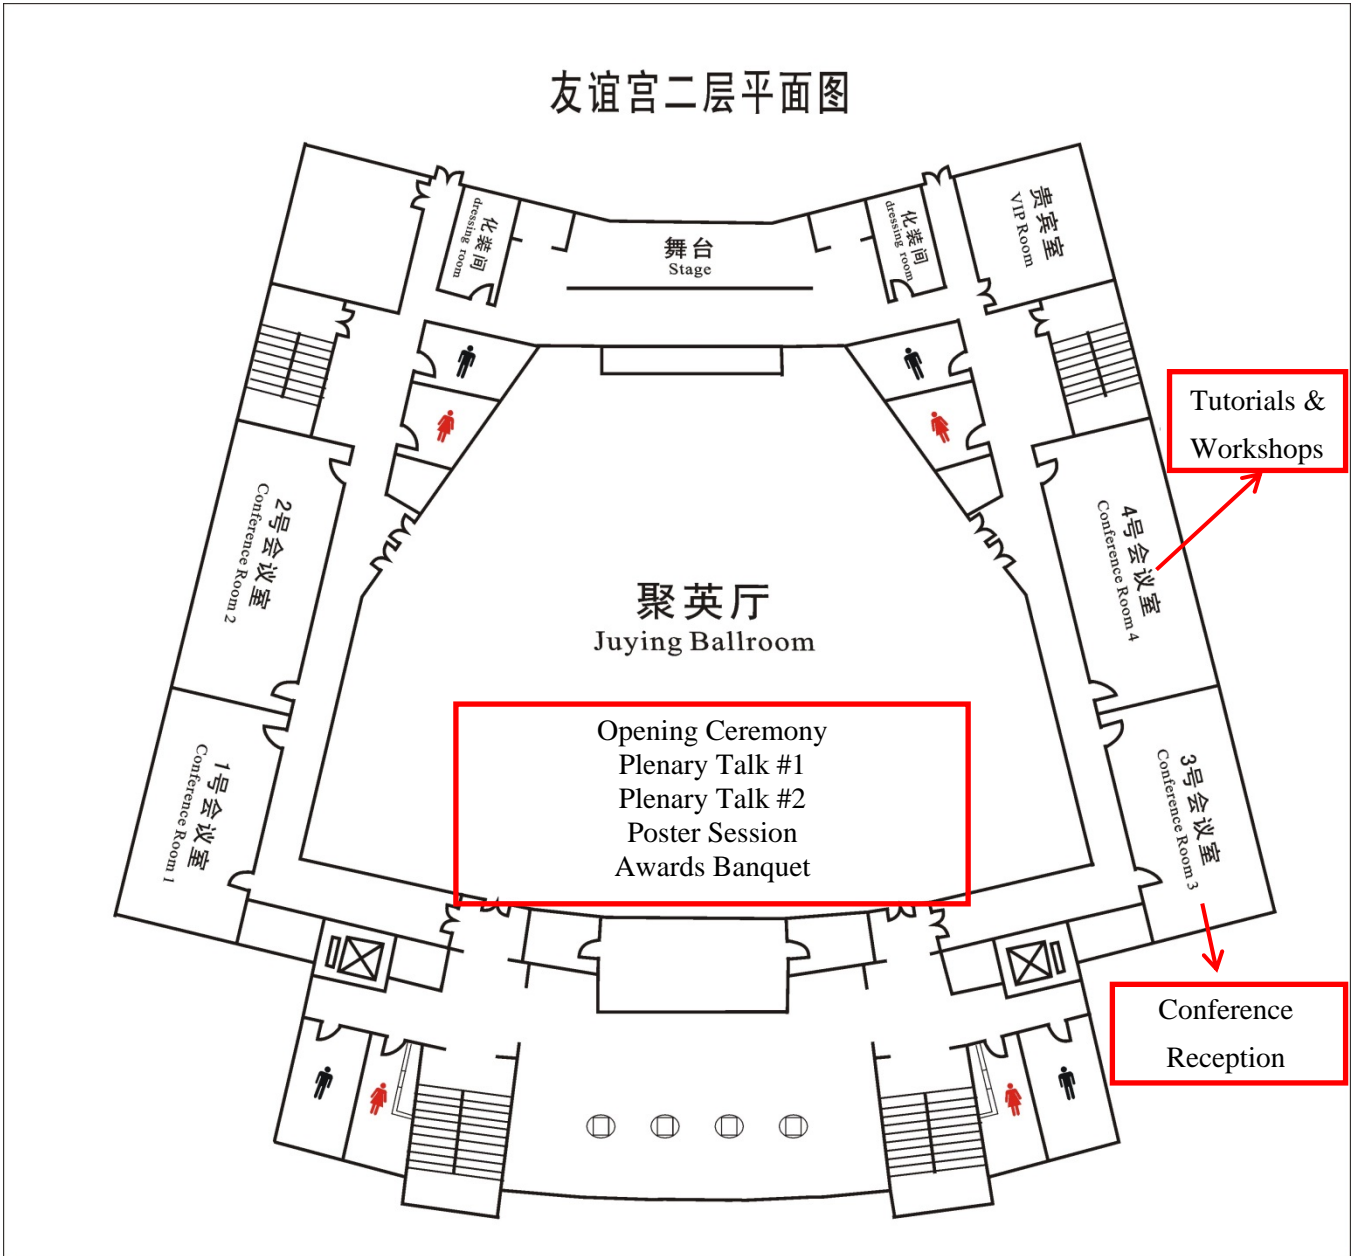 友谊宫二层平面图
化装间
dressing room
舞台
Stage
化装间
dressing room
贵宾室
VIP Room
Tutorials &
Workshops
2号会议室
Conference Room 2
4号会议室
Conference Room 4
聚英厅
Juying Ballroom
Opening Ceremony
Plenary Talk #1
Plenary Talk #2
Poster Session
Awards Banquet
1号会议室
Conference Room 1
3号会议室
Conference Room 3
Conference
Reception